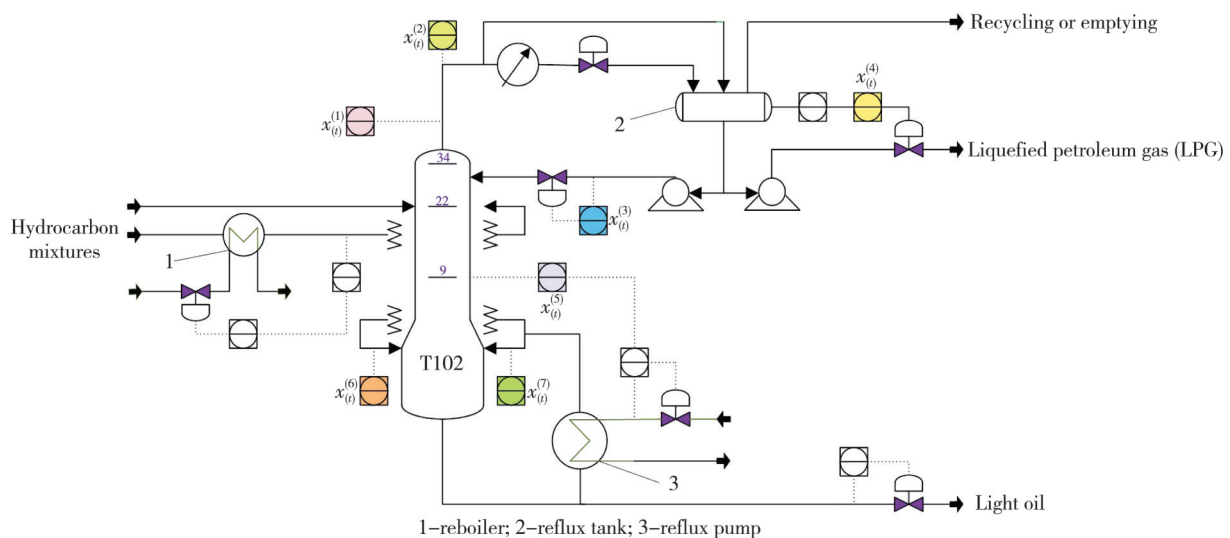 x(t)(2)
Recycling or emptying
x(t)(4)
x(t)(1)
2
34
Liquefied petroleum gas (LPG)
22
x(t)(3)
Hydrocarbon
mixtures
1
9
x(t)(5)
T102
x(t)(6)
x(t)(7)
3
Light oil
1−reboiler; 2−reflux tank; 3−reflux pump